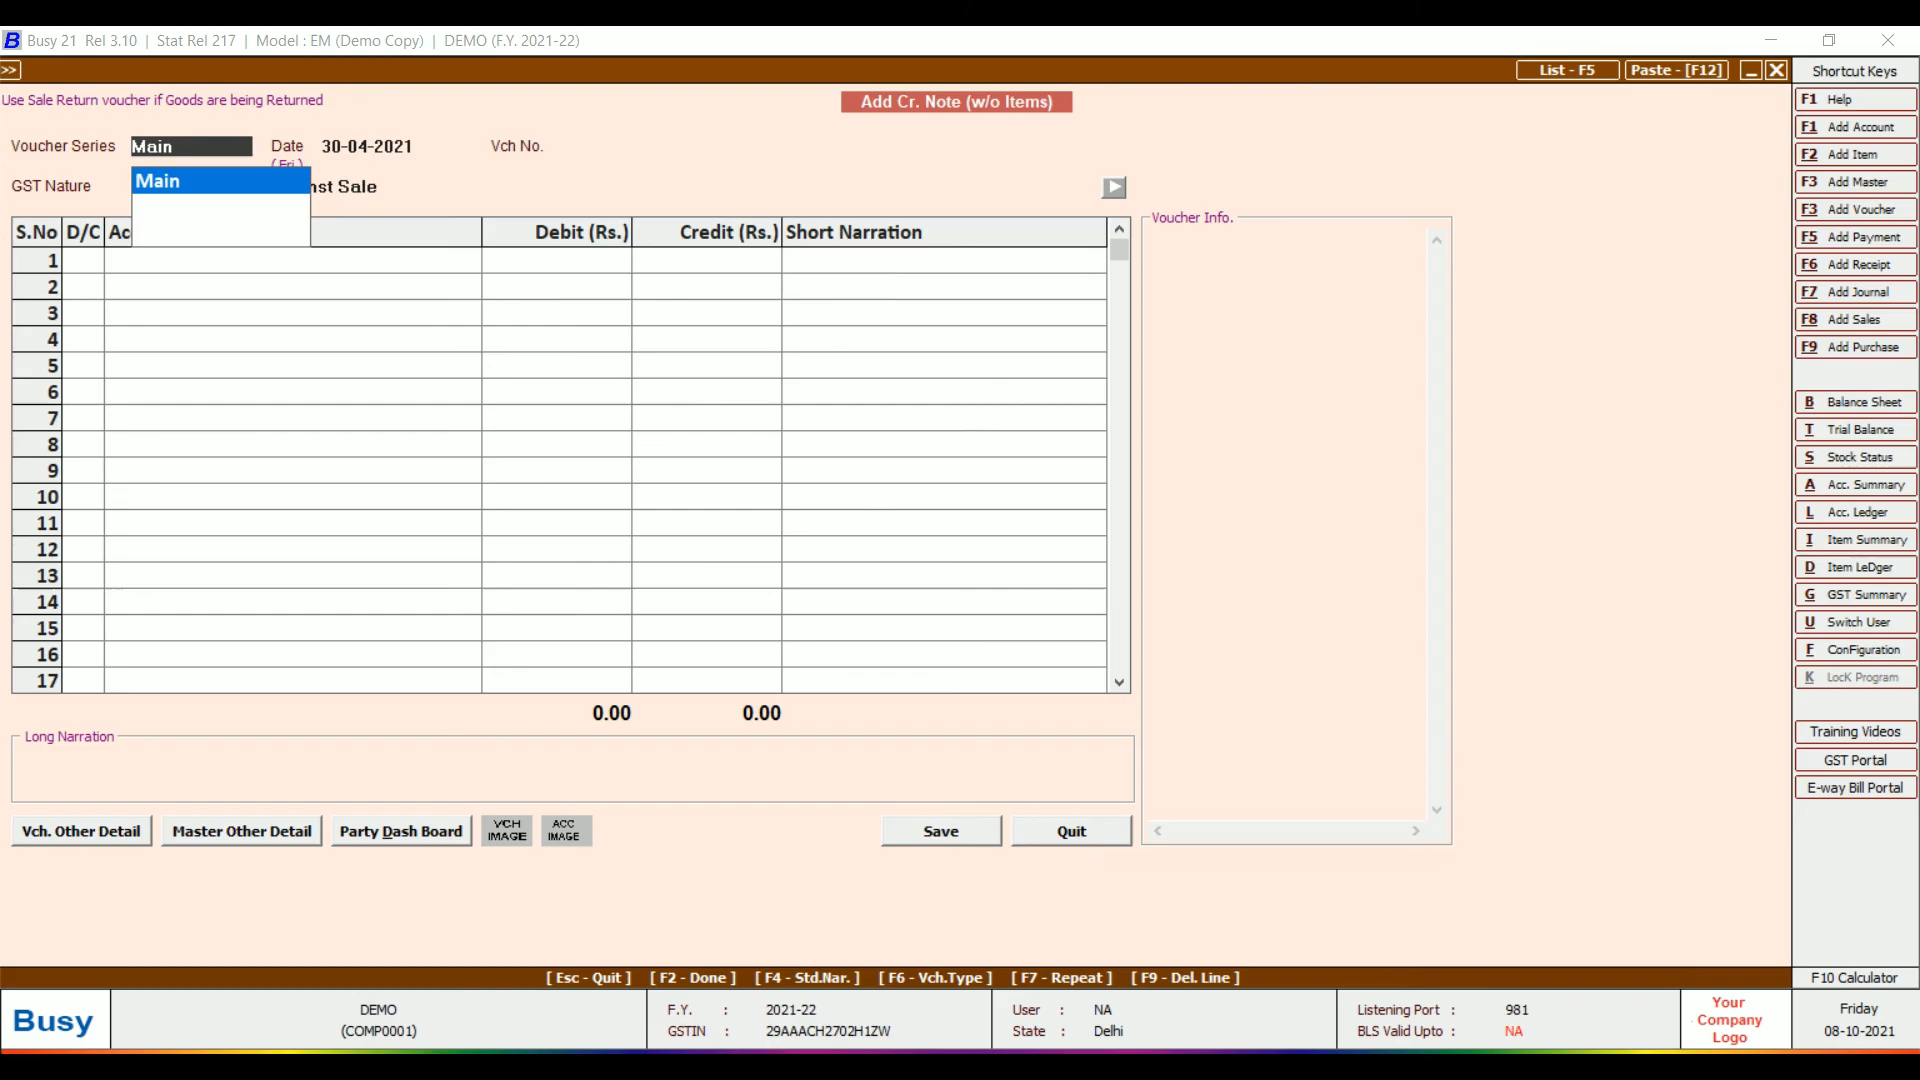 B Busy 21 Rel 3.10 | Stat Rel 217 | Model : EM (Demo Copy) | DEMO (F.Y. 2021-22)
>> List - F5 Paste - [F12] Shortcut Keys
Use Sale Return voucher if Goods are being Returned
Add Cr. Note (w/o Items)
Voucher Series Main Date 30-04-2021 Vch No.
(Fri)
Main
GST Nature nst Sale
S.No D/C Ac Debit (Rs.) Credit (Rs.) Short Narration
1
2
3
4
5
6
7
8
9
10
11
12
13
14
15
16
17
0.00 0.00
Voucher Info.
Long Narration
Vch. Other Detail Master Other Detail Party Dash Board VCH IMAGE ACC IMAGE Save Quit
F1 Help
F1 Add Account
F2 Add Item
F3 Add Master
F3 Add Voucher
F5 Add Payment
F6 Add Receipt
F7 Add Journal
F8 Add Sales
F9 Add Purchase
B Balance Sheet
T Trial Balance
S Stock Status
A Acc. Summary
L Acc. Ledger
I Item Summary
D Item LeDger
G GST Summary
U Switch User
F ConFiguration
K LocK Program
Training Videos
GST Portal
E-way Bill Portal
[ Esc - Quit ] [ F2 - Done ] [ F4 - Std.Nar. ] [ F6 - Vch.Type ] [ F7 - Repeat ] [ F9 - Del. Line ]
F10 Calculator
Busy
DEMO
(COMP0001)
F.Y. : 2021-22
GSTIN : 29AAACH2702H1ZW
User : NA
State : Delhi
Listening Port : 981
BLS Valid Upto : NA
Your
Company
Logo
Friday
08-10-2021